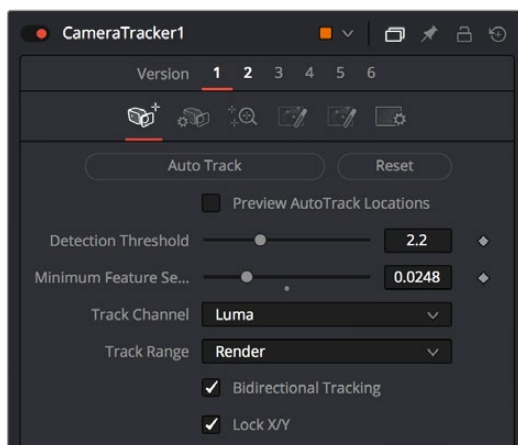 CameraTracker1
Version 1 2 3 4 5 6
Auto Track Reset
Preview AutoTrack Locations
Detection Threshold 2.2
Minimum Feature Se... 0.0248
Track Channel Luma
Track Range Render
Bidirectional Tracking
Lock X/Y